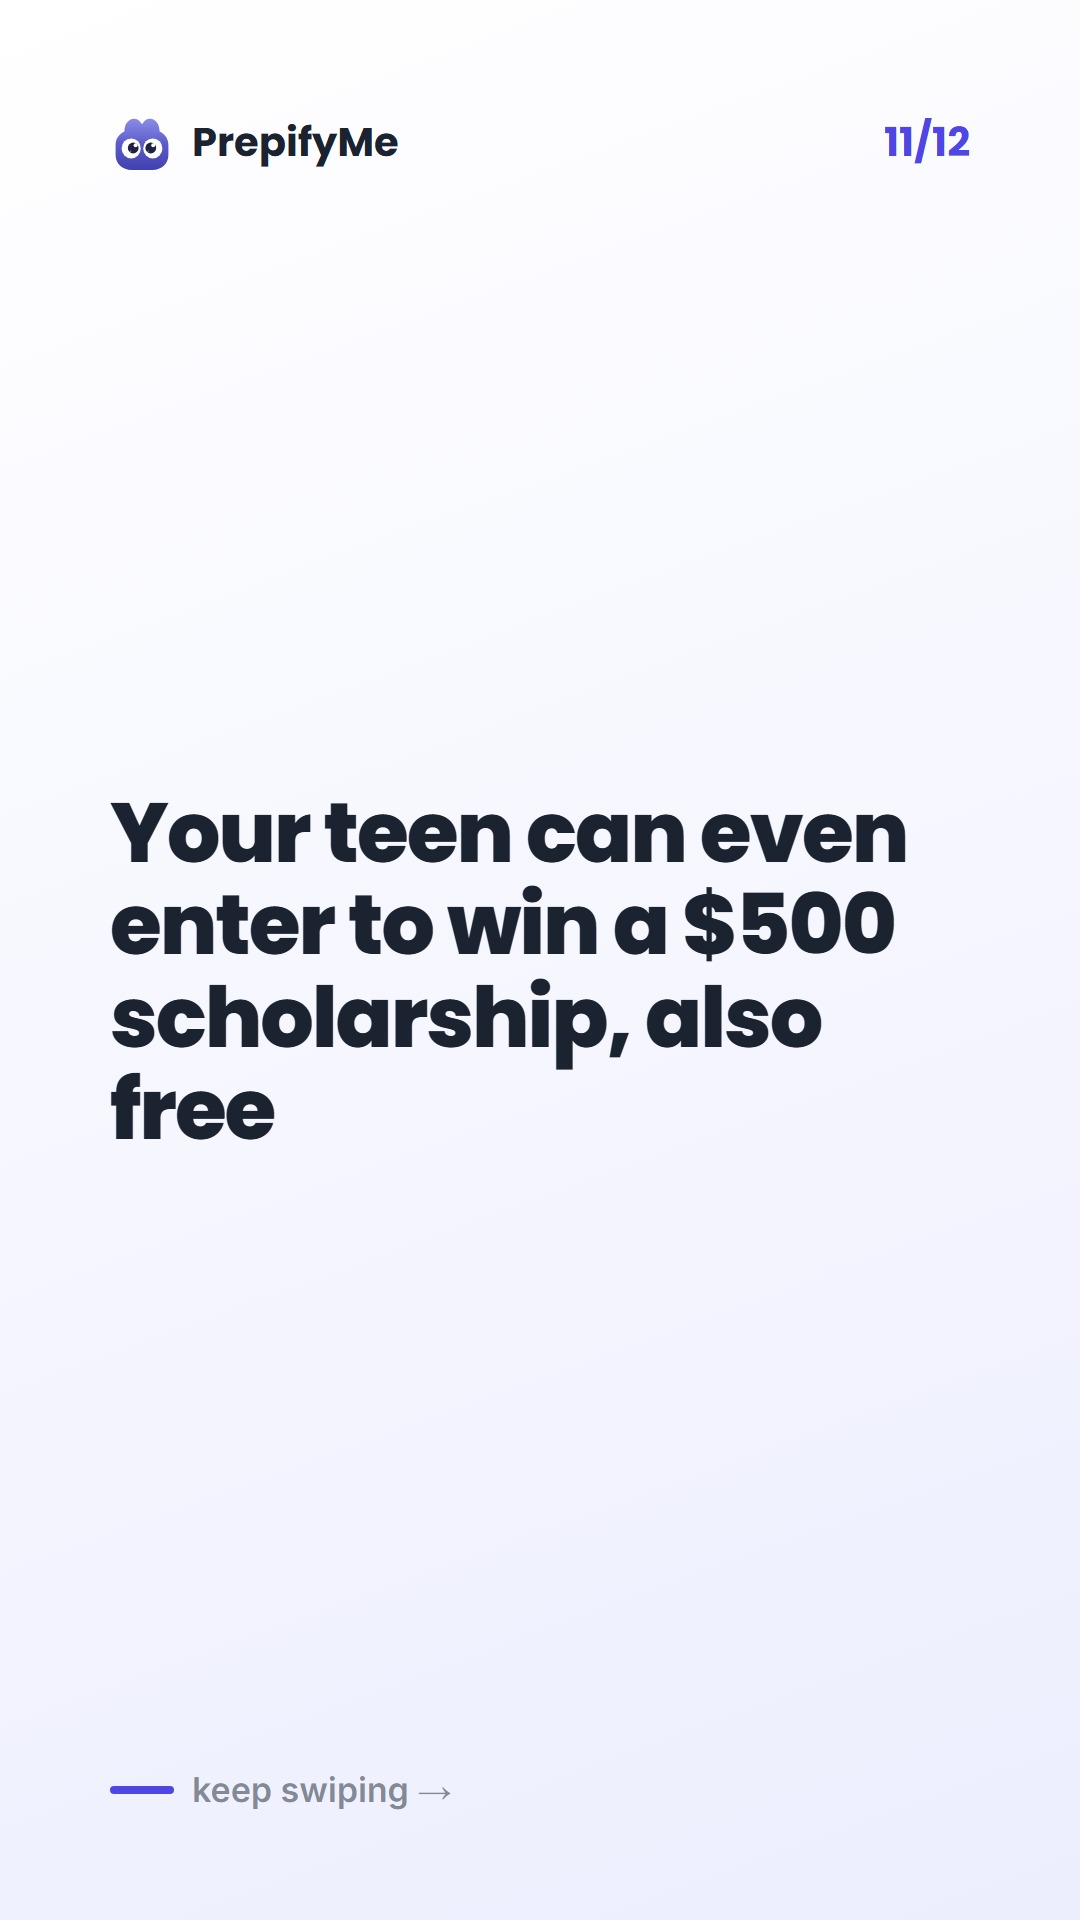 PrepifyMe
11/12
Your teen can even
enter to win a $500
scholarship, also
free
keep swiping →